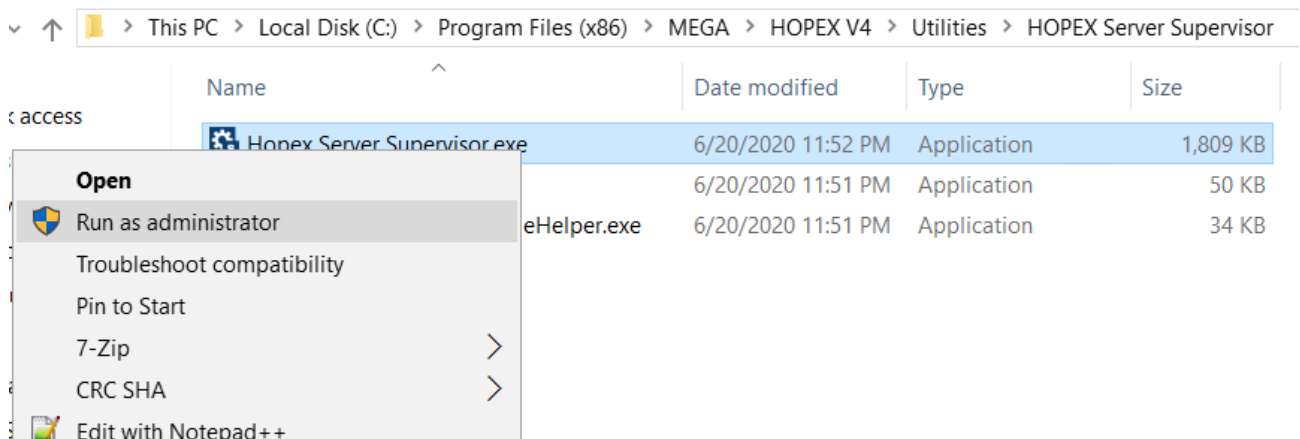 This PC > Local Disk (C:) > Program Files (x86) > MEGA > HOPEX V4 > Utilities > HOPEX Server Supervisor
Name Date modified Type Size
access
Hopex Server Supervisor.exe 6/20/2020 11:52 PM Application 1,809 KB
Open 6/20/2020 11:51 PM Application 50 KB
Run as administrator eHelper.exe 6/20/2020 11:51 PM Application 34 KB
Troubleshoot compatibility
Pin to Start
7-Zip
CRC SHA
Edit with Notepad++